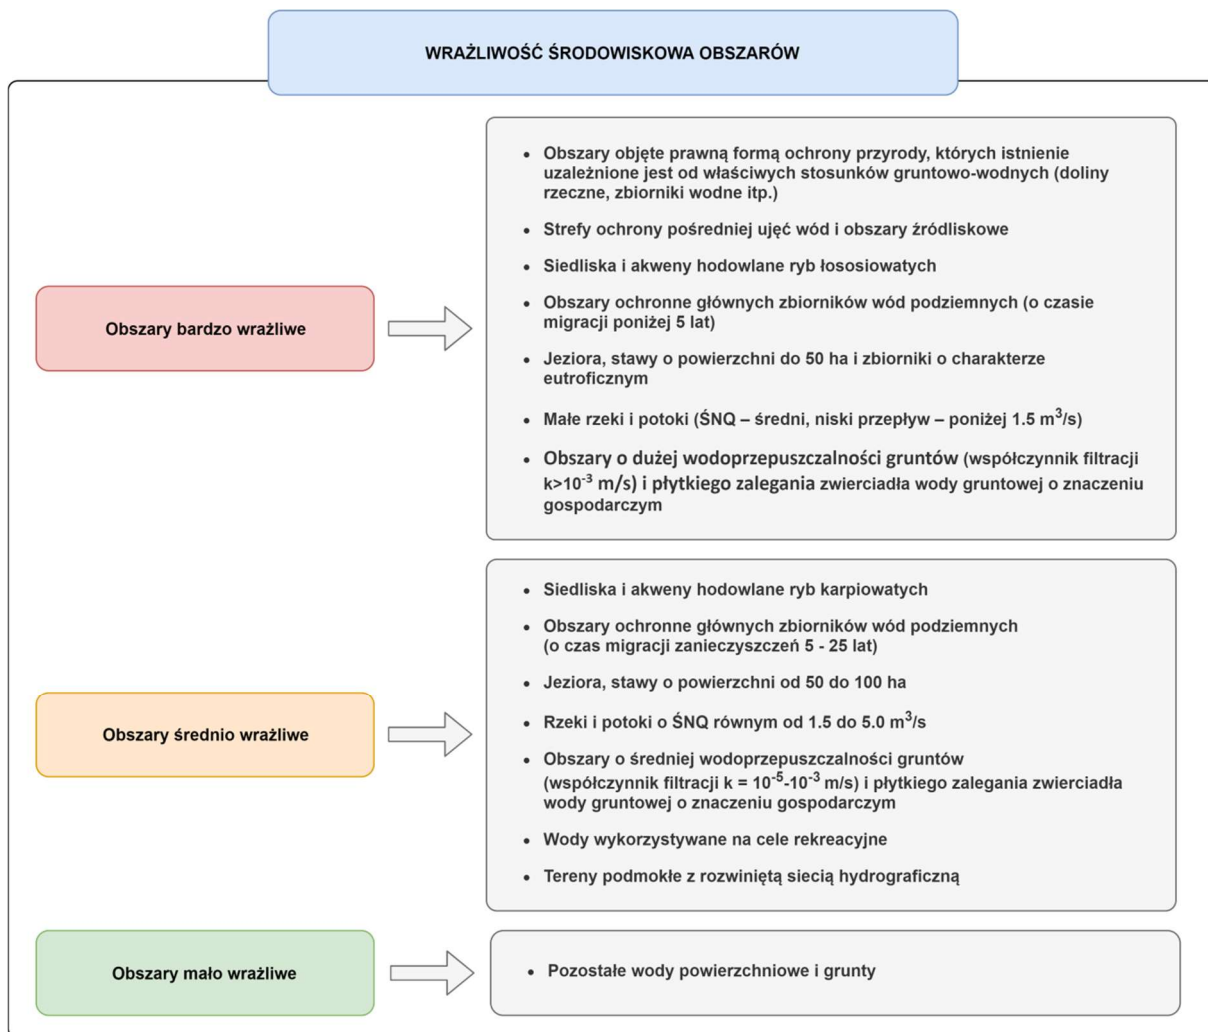 WRAŻLIWOŚĆ ŚRODOWISKOWA OBSZARÓW
Obszary bardzo wrażliwe
• Obszary objęte prawną formą ochrony przyrody, których istnienie
uzależnione jest od właściwych stosunków gruntowo-wodnych (doliny
rzeczne, zbiorniki wodne itp.)
• Strefy ochrony pośredniej ujęć wód i obszary źródliskowe
• Siedliska i akweny hodowlane ryb łososiowatych
• Obszary ochronne głównych zbiorników wód podziemnych (o czasie
migracji poniżej 5 lat)
• Jeziora, stawy o powierzchni do 50 ha i zbiorniki o charakterze
eutroficznym
• Małe rzeki i potoki (ŚNQ – średni, niski przepływ – poniżej 1.5 m³/s)
• Obszary o dużej wodoprzepuszczalności gruntów (współczynnik filtracji
k>10⁻³ m/s) i płytkiego zalegania zwierciadła wody gruntowej o znaczeniu
gospodarczym
Obszary średnio wrażliwe
• Siedliska i akweny hodowlane ryb karpiowatych
• Obszary ochronne głównych zbiorników wód podziemnych
(o czas migracji zanieczyszczeń 5 - 25 lat)
• Jeziora, stawy o powierzchni od 50 do 100 ha
• Rzeki i potoki o ŚNQ równym od 1.5 do 5.0 m³/s
• Obszary o średniej wodoprzepuszczalności gruntów
(współczynnik filtracji k = 10⁻⁵-10⁻³ m/s) i płytkiego zalegania zwierciadła
wody gruntowej o znaczeniu gospodarczym
• Wody wykorzystywane na cele rekreacyjne
• Tereny podmokłe z rozwiniętą siecią hydrograficzną
Obszary mało wrażliwe
• Pozostałe wody powierzchniowe i grunty